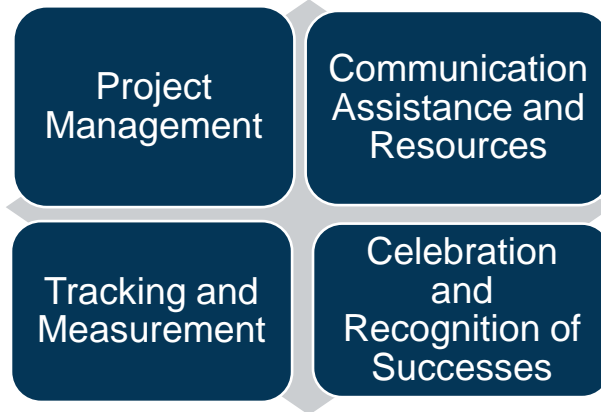 Project
Management
Communication
Assistance and
Resources
Tracking and
Measurement
Celebration
and
Recognition of
Successes